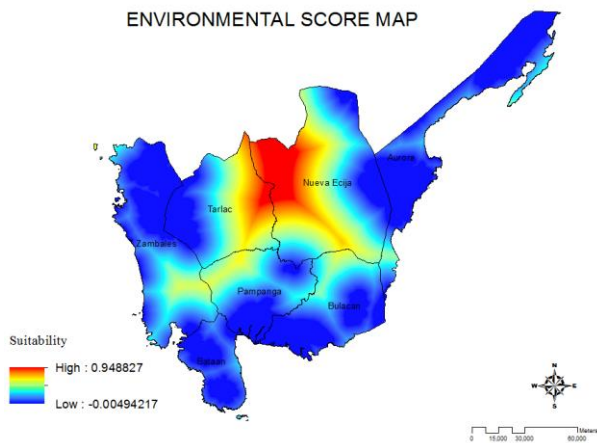 ENVIRONMENTAL SCORE MAP
Aurora
Nueva Ecija
Tarlac
Zambales
Pampanga
Bulacan
Bataan
Suitability
High : 0.948827
Low : -0.00494217
N
W E
S
Meters
0 15,000 30,000 60,000